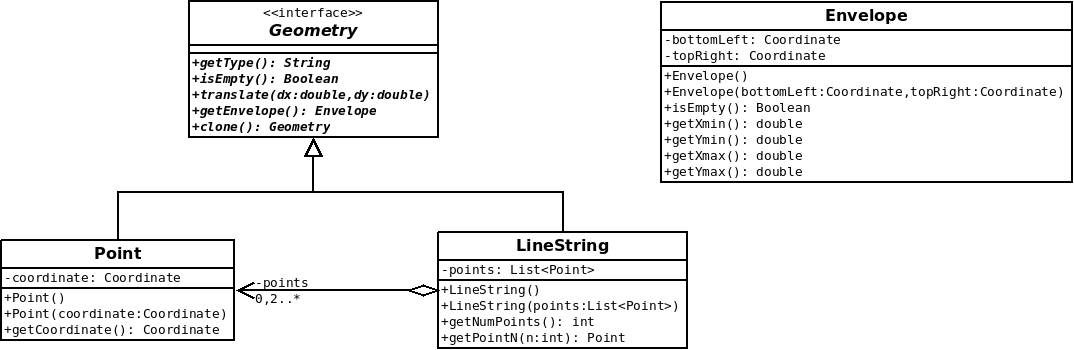 <<interface>>
Geometry
+getType(): String
+isEmpty(): Boolean
+translate(dx:double,dy:double)
+getEnvelope(): Envelope
+clone(): Geometry
Envelope
-bottomLeft: Coordinate
-topRight: Coordinate
+Envelope()
+Envelope(bottomLeft:Coordinate,topRight:Coordinate)
+isEmpty(): Boolean
+getXmin(): double
+getYmin(): double
+getXmax(): double
+getYmax(): double
Point
-coordinate: Coordinate
+Point()
+Point(coordinate:Coordinate)
+getCoordinate(): Coordinate
-points
0,2..*
LineString
-points: List<Point>
+LineString()
+LineString(points:List<Point>)
+getNumPoints(): int
+getPointN(n:int): Point